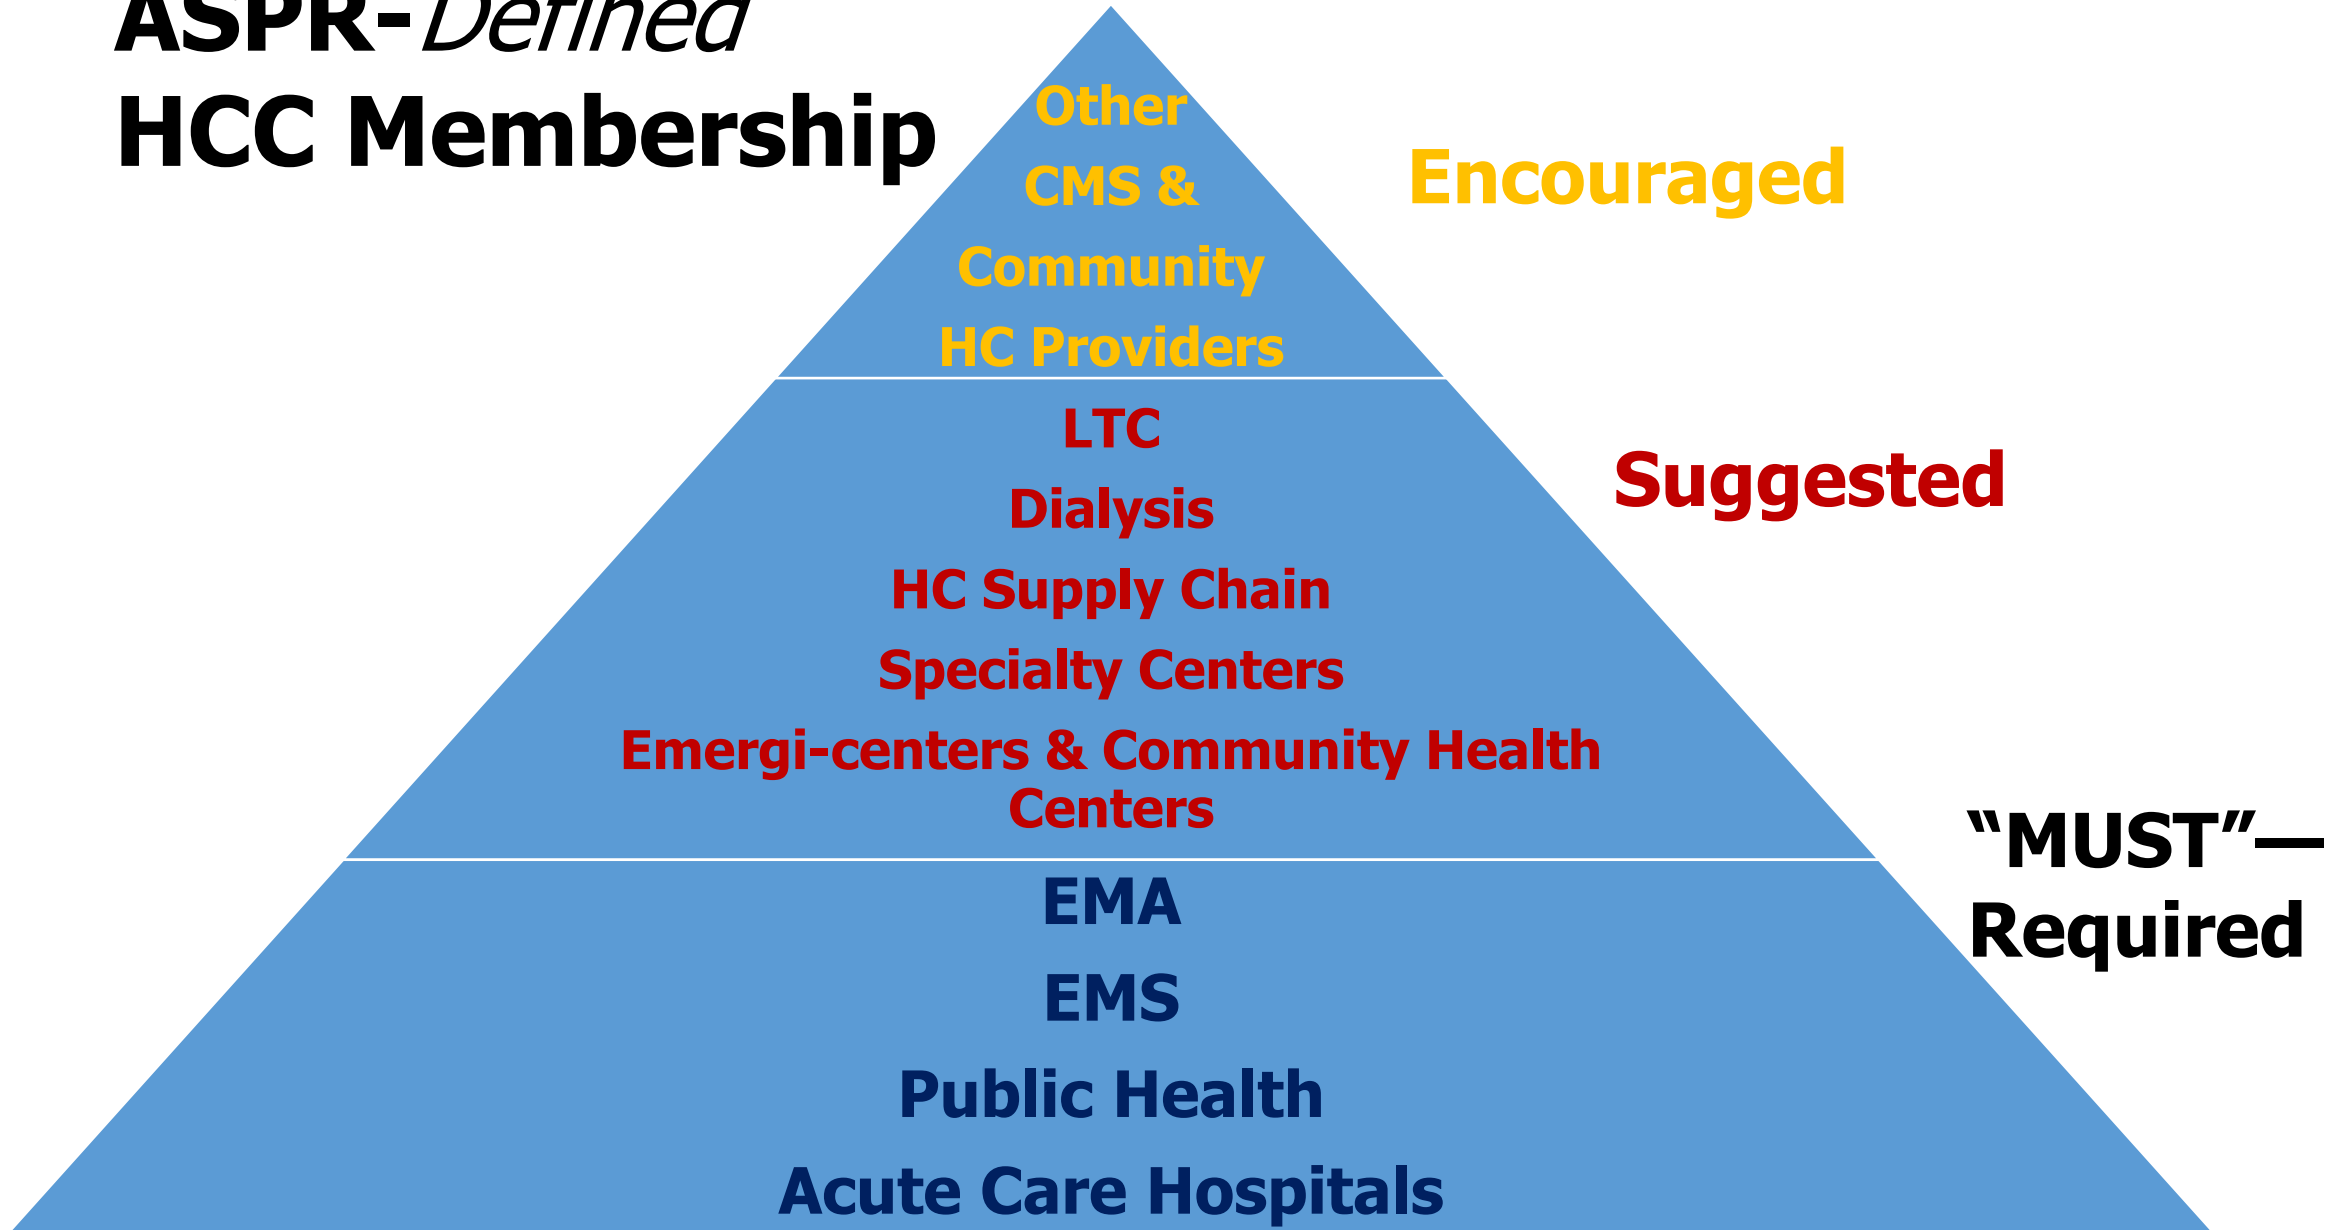 ASPR-Defined
HCC Membership
Other
CMS &
Community
HC Providers
Encouraged
LTC
Dialysis
HC Supply Chain
Specialty Centers
Emergi-centers & Community Health
Centers
Suggested
EMA
EMS
Public Health
Acute Care Hospitals
“MUST”—
Required